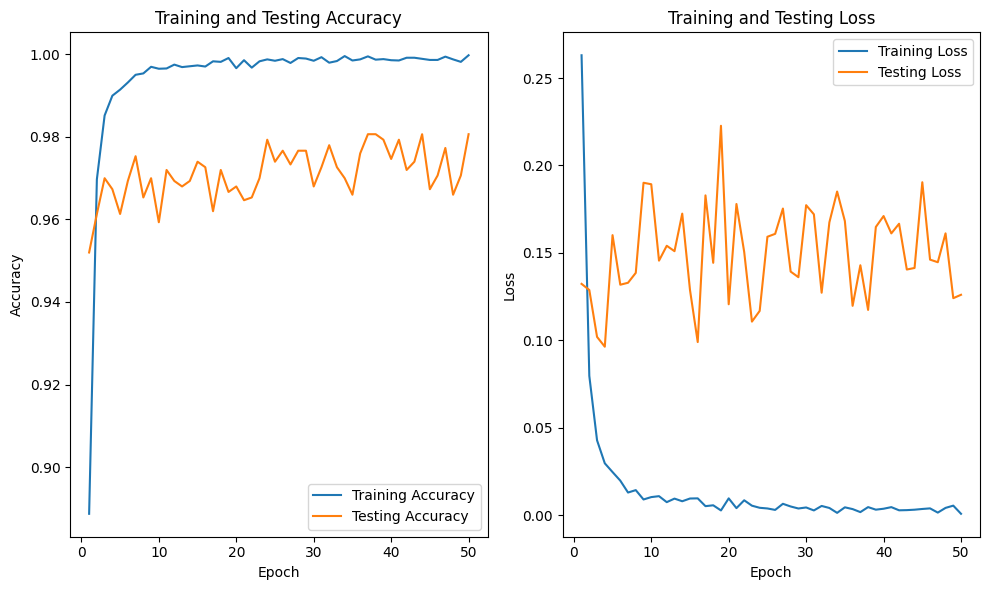 Training and Testing Accuracy
Accuracy
1.00
0.98
0.96
0.94
0.92
0.90
Training Accuracy
Testing Accuracy
0
10
20
30
40
50
Epoch
Training and Testing Loss
Loss
0.25
0.20
0.15
0.10
0.05
0.00
Training Loss
Testing Loss
0
10
20
30
40
50
Epoch